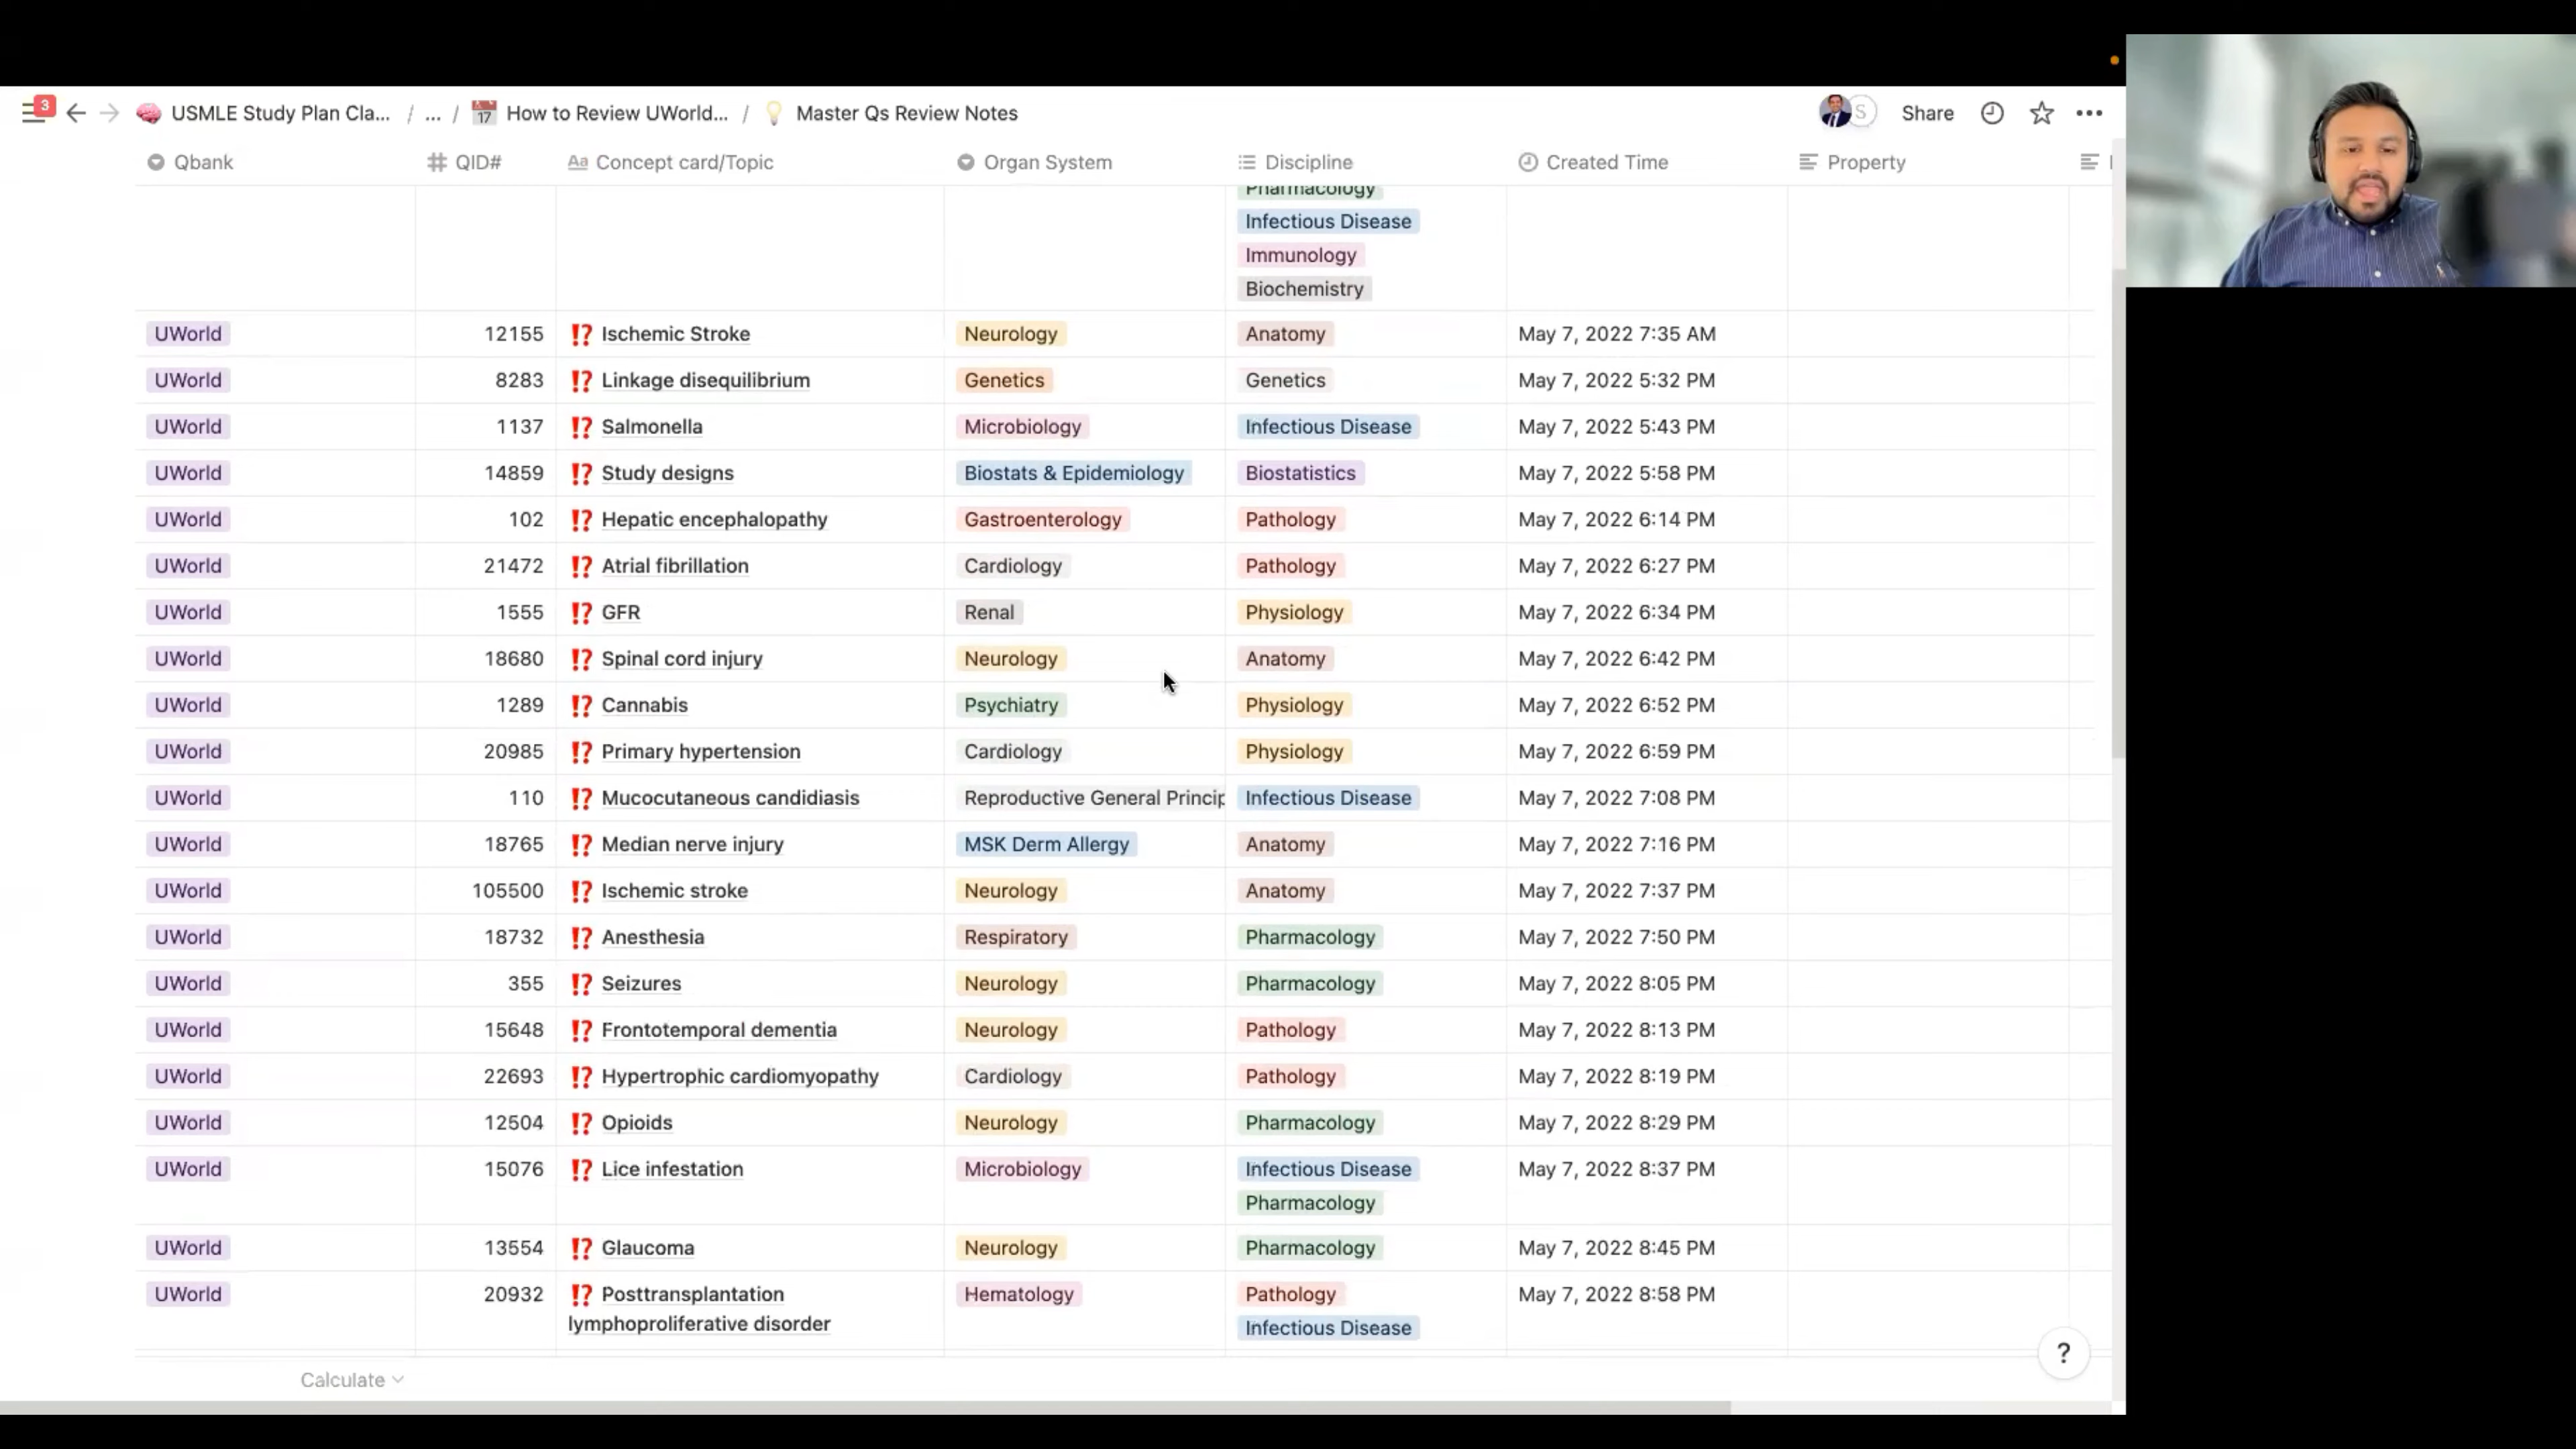 3
USMLE Study Plan Cla... / ... / 17 How to Review UWorld... / Master Qs Review Notes
S Share
Qbank # QID# Aa Concept card/Topic Organ System Discipline Created Time Property
Pharmacology
Infectious Disease
Immunology
Biochemistry
UWorld 12155 ⁉ Ischemic Stroke Neurology Anatomy May 7, 2022 7:35 AM
UWorld 8283 ⁉ Linkage disequilibrium Genetics Genetics May 7, 2022 5:32 PM
UWorld 1137 ⁉ Salmonella Microbiology Infectious Disease May 7, 2022 5:43 PM
UWorld 14859 ⁉ Study designs Biostats & Epidemiology Biostatistics May 7, 2022 5:58 PM
UWorld 102 ⁉ Hepatic encephalopathy Gastroenterology Pathology May 7, 2022 6:14 PM
UWorld 21472 ⁉ Atrial fibrillation Cardiology Pathology May 7, 2022 6:27 PM
UWorld 1555 ⁉ GFR Renal Physiology May 7, 2022 6:34 PM
UWorld 18680 ⁉ Spinal cord injury Neurology Anatomy May 7, 2022 6:42 PM
UWorld 1289 ⁉ Cannabis Psychiatry Physiology May 7, 2022 6:52 PM
UWorld 20985 ⁉ Primary hypertension Cardiology Physiology May 7, 2022 6:59 PM
UWorld 110 ⁉ Mucocutaneous candidiasis Reproductive General Princip Infectious Disease May 7, 2022 7:08 PM
UWorld 18765 ⁉ Median nerve injury MSK Derm Allergy Anatomy May 7, 2022 7:16 PM
UWorld 105500 ⁉ Ischemic stroke Neurology Anatomy May 7, 2022 7:37 PM
UWorld 18732 ⁉ Anesthesia Respiratory Pharmacology May 7, 2022 7:50 PM
UWorld 355 ⁉ Seizures Neurology Pharmacology May 7, 2022 8:05 PM
UWorld 15648 ⁉ Frontotemporal dementia Neurology Pathology May 7, 2022 8:13 PM
UWorld 22693 ⁉ Hypertrophic cardiomyopathy Cardiology Pathology May 7, 2022 8:19 PM
UWorld 12504 ⁉ Opioids Neurology Pharmacology May 7, 2022 8:29 PM
UWorld 15076 ⁉ Lice infestation Microbiology Infectious Disease May 7, 2022 8:37 PM
Pharmacology
UWorld 13554 ⁉ Glaucoma Neurology Pharmacology May 7, 2022 8:45 PM
UWorld 20932 ⁉ Posttransplantation Hematology Pathology May 7, 2022 8:58 PM
lymphoproliferative disorder Infectious Disease
?
Calculate